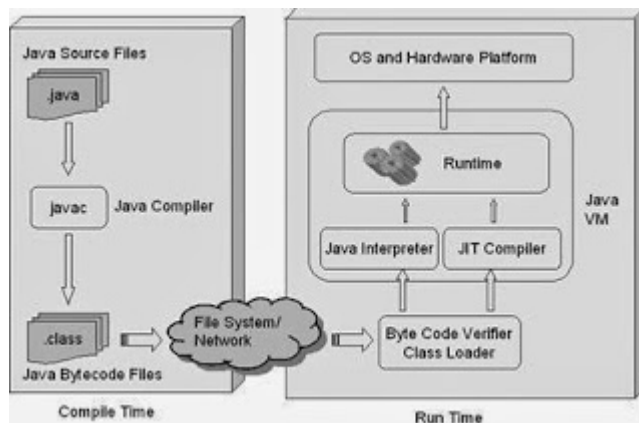 Java Source Files
.java
javac
Java Compiler
.class
Java Bytecode Files
Compile Time
File System/
Network
OS and Hardware Platform
Runtime
Java Interpreter
JIT Compiler
Java
VM
Byte Code Verifier
Class Loader
Run Time